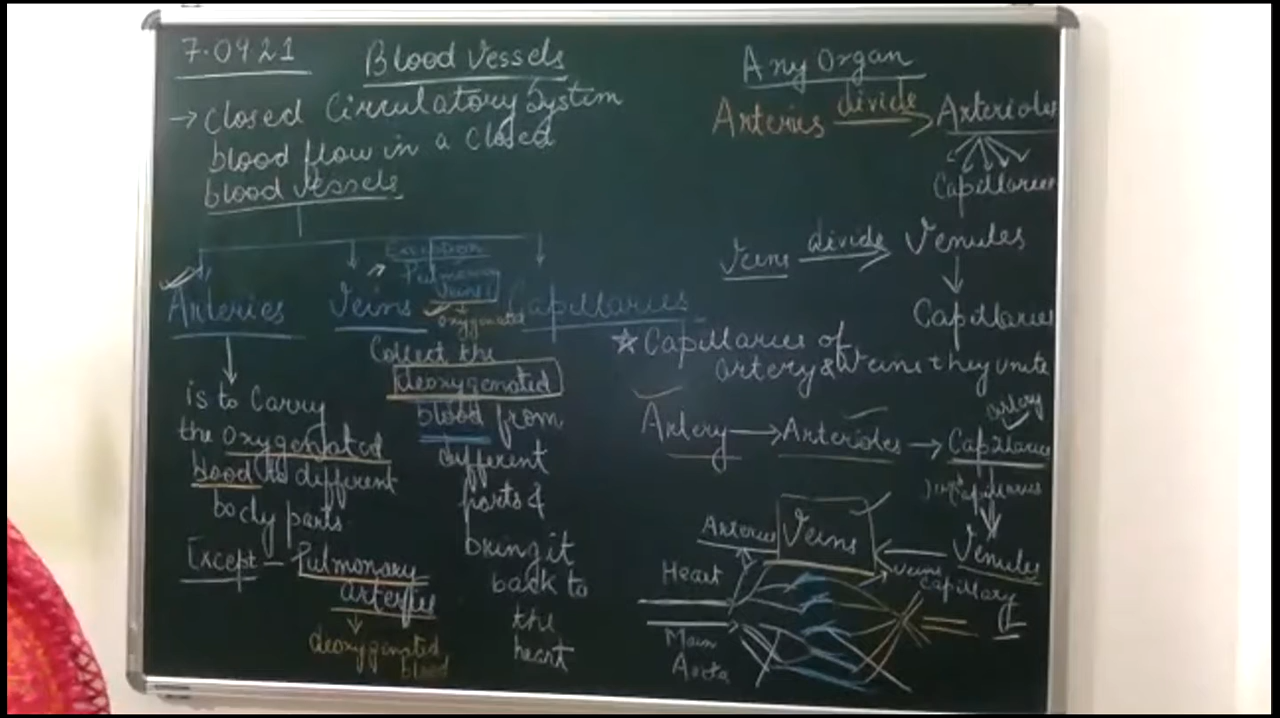 7.09.21
Blood Vessels
→ Closed Circulatory System
blood flow in a closed
blood vessels
Arteries
is to carry
the oxygenated
blood to different
body parts
Except - Pulmonary
arteries
↓
deoxygenated
blood
Veins
Exception
Pulmonary
Veins
oxygenated
Collect the
deoxygenated
blood from
different
parts &
bring it
back to
the
heart
Capillaries
Any Organ
Arteries divide → Arterioles
Capillaries
Veins divide → Venules
↓
Capillaries
☆ Capillaries of
artery & Veins they unite
artery
Artery → Arterioles → Capillaries
Capillaries
Venules
Veins
Arteries
Heart
Main
Aorta
Veins
Capillary